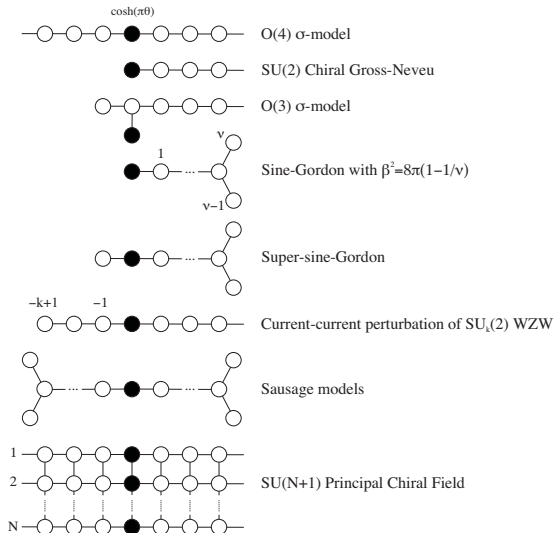 cosh(πθ)
O(4) σ-model
SU(2) Chiral Gross-Neveu
O(3) σ-model
ν
1
Sine-Gordon with β²=8π(1-1/ν)
ν-1
Super-sine-Gordon
-k+1 -1
Current-current perturbation of SUₖ(2) WZW
Sausage models
1
2 SU(N+1) Principal Chiral Field
N